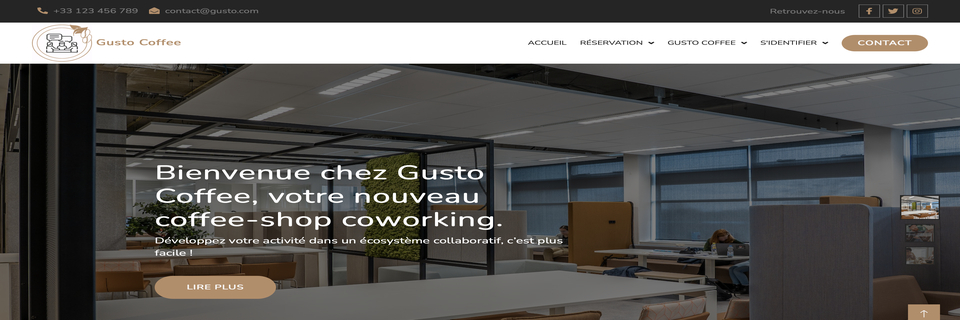 +33 123 456 789 contact@gusto.com Retrouvez-nous
Gusto Coffee ACCUEIL RÉSERVATION GUSTO COFFEE S'IDENTIFIER CONTACT
Bienvenue chez Gusto
Coffee, votre nouveau
coffee-shop coworking.
Développez votre activité dans un écosystème collaboratif, c'est plus
facile !
LIRE PLUS